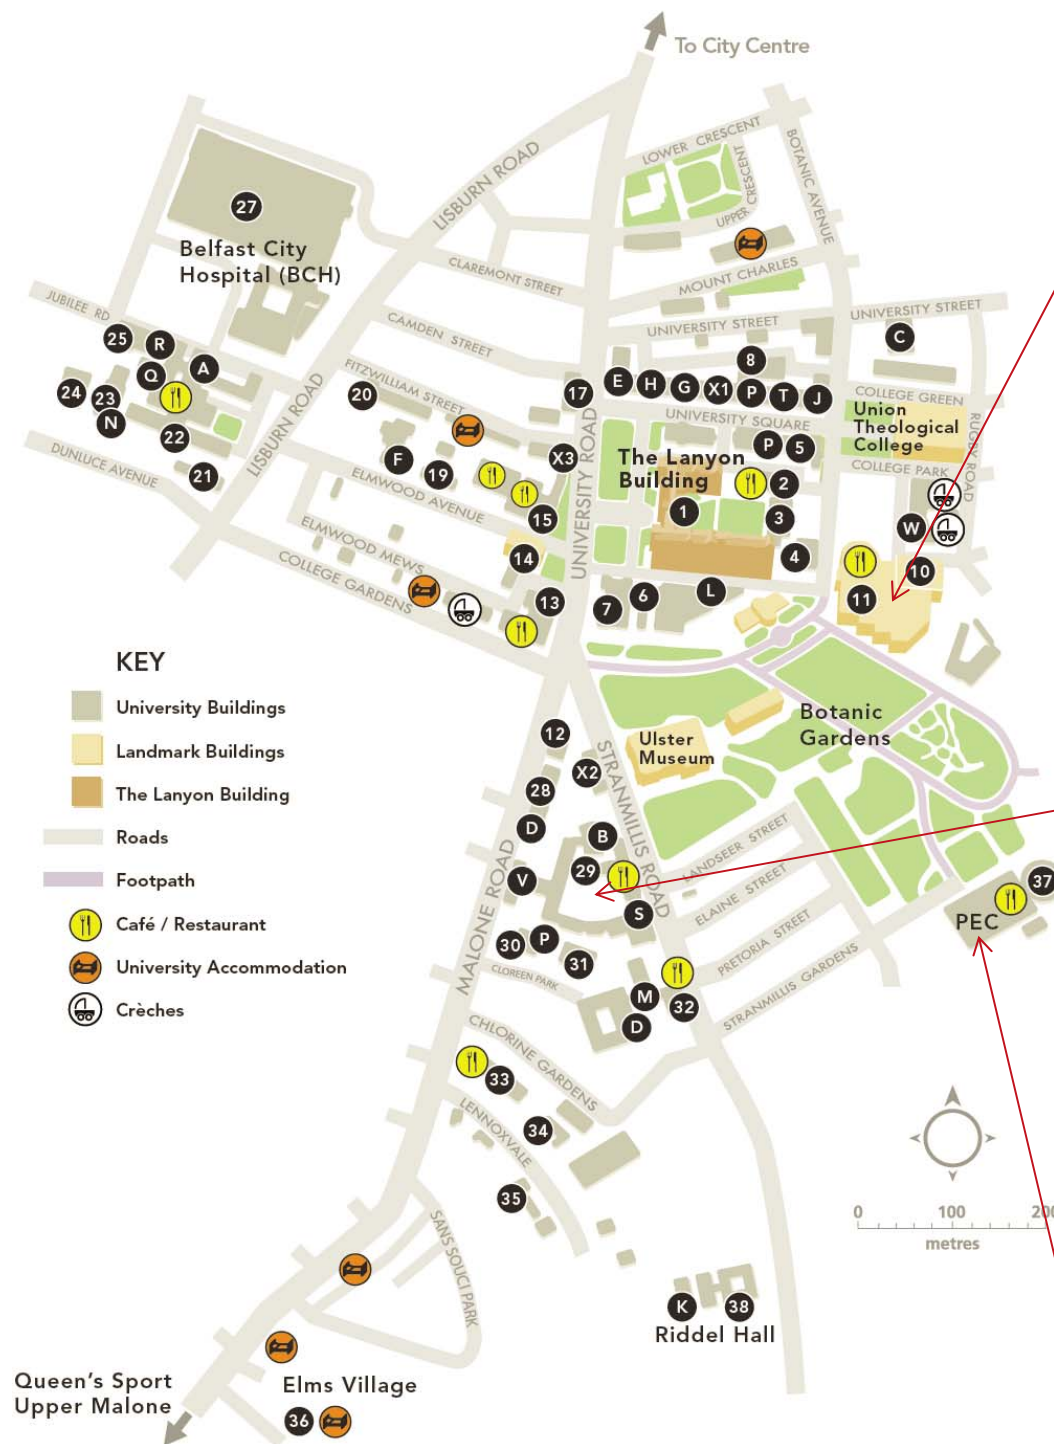 To City Centre
LOWER CRESCENT
UPPER CRESCENT
BOTANIC AVENUE
LISBURN ROAD
27
Belfast City
Hospital (BCH)
CLAREMONT STREET
MOUNT CHARLES
JUBILEE RD
CAMDEN STREET
UNIVERSITY STREET
UNIVERSITY STREET
25
R
Q
A
24
23
N
22
21
DUNLUCE AVENUE
LISBURN ROAD
FITZWILLIAM STREET
20
17
E
H
G
X1
8
P
T
J
C
COLLEGE GREEN
UNIVERSITY SQUARE
Union
Theological
College
RUGBY ROAD
COLLEGE PARK
F
19
X3
15
ELMWOOD AVENUE
UNIVERSITY ROAD
The Lanyon
Building
1
P
5
2
3
4
W
10
11
14
ELMWOOD MEWS
COLLEGE GARDENS
13
7
6
L
KEY
University Buildings
Landmark Buildings
The Lanyon Building
Roads
Footpath
Café / Restaurant
University Accommodation
Crèches
Botanic
Gardens
Ulster
Museum
12
X2
28
D
B
29
V
S
STRANMILLIS ROAD
MALONE ROAD
LANDSEER STREET
ELAINE STREET
PRETORIA STREET
STRANMILLIS GARDENS
37
PEC
30
P
31
CLOREEN PARK
M
D
32
CHLORINE GARDENS
33
34
LENNOXVALE
35
SANS SOUCI PARK
0 100 200
metres
K
38
Riddel Hall
Queen's Sport
Upper Malone
Elms Village
36